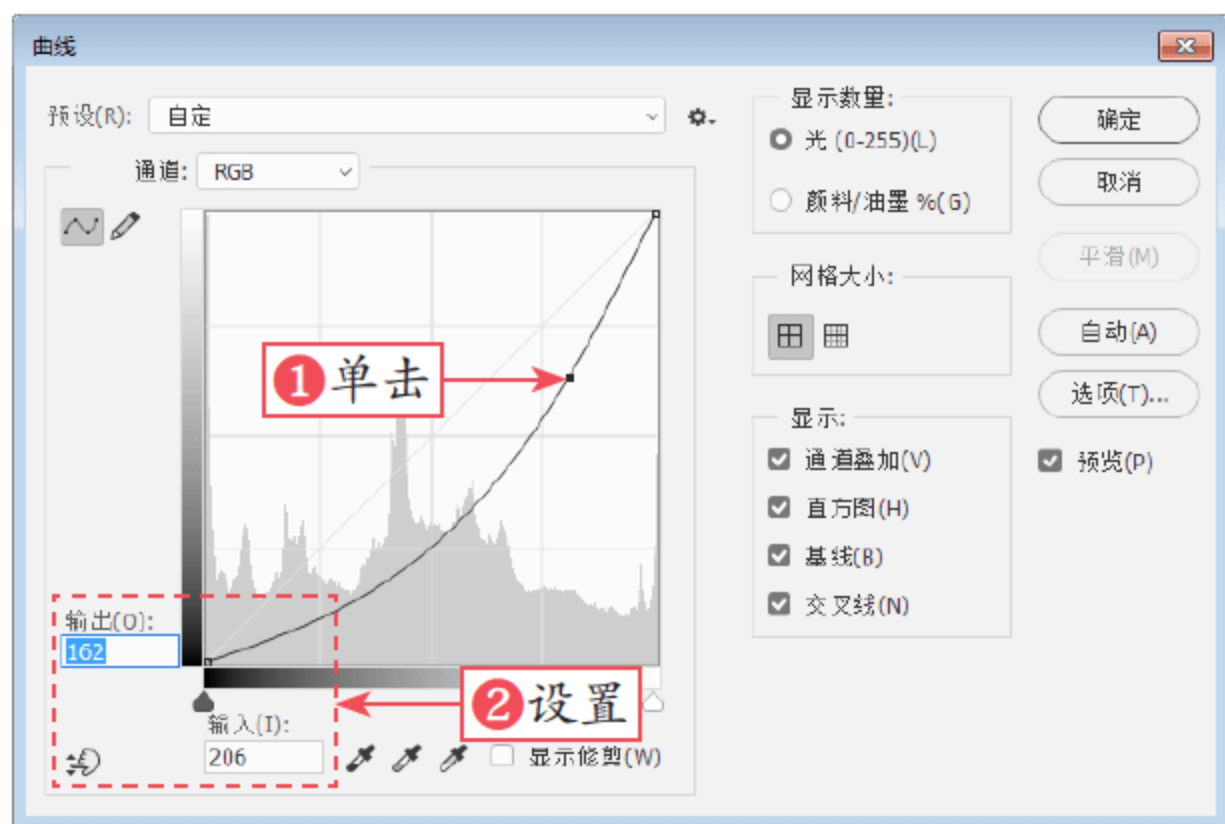 曲线
预设(R): 自定
通道: RGB
❶单击
输出(O):
162
❷设置
输入(I):
206
显示修剪(W)
显示数量:
光 (0-255)(L)
颜料/油墨 %(G)
网格大小:
显示:
通道叠加(V)
直方图(H)
基线(B)
交叉线(N)
确定
取消
平滑(M)
自动(A)
选项(T)...
预览(P)